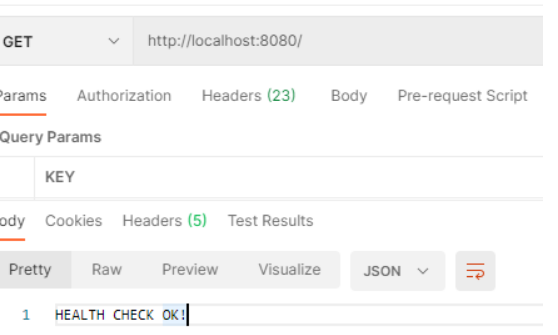 GET http://localhost:8080/
Params Authorization Headers (23) Body Pre-request Script
Query Params
KEY
ody Cookies Headers (5) Test Results
Pretty Raw Preview Visualize JSON
1 HEALTH CHECK OK!